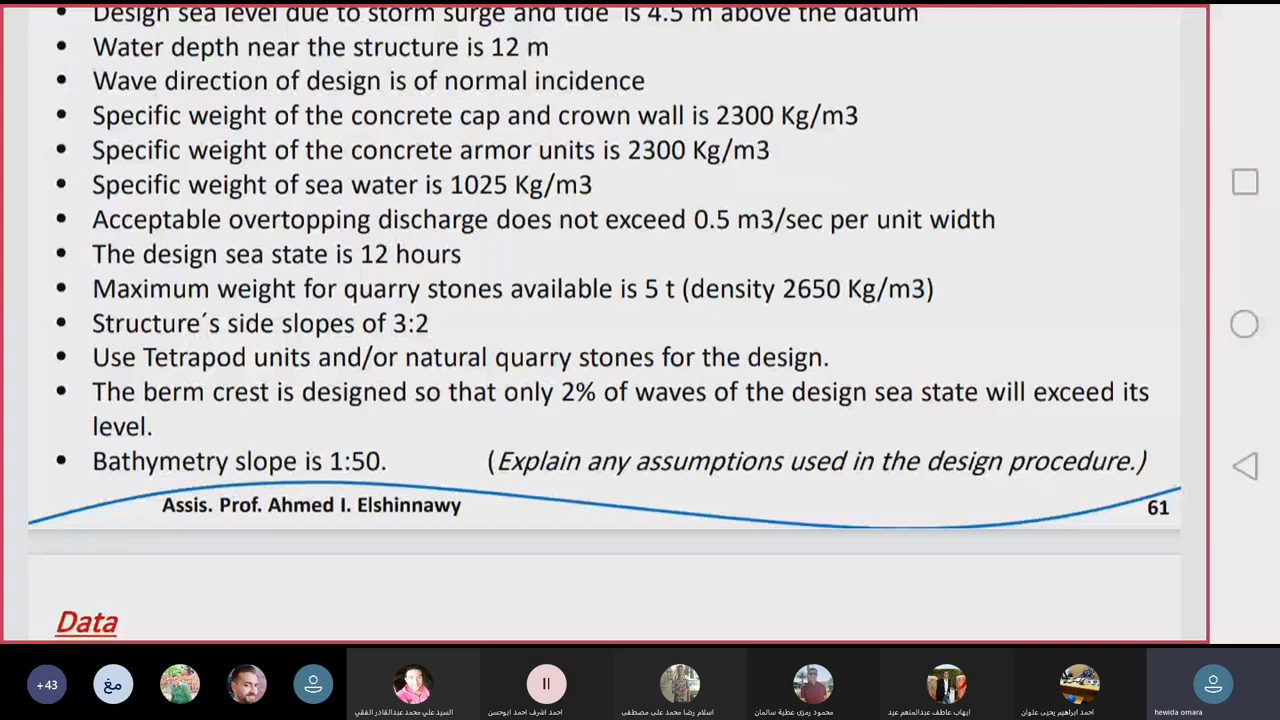 • Design sea level due to storm surge and tide is 4.5 m above the datum
• Water depth near the structure is 12 m
• Wave direction of design is of normal incidence
• Specific weight of the concrete cap and crown wall is 2300 Kg/m3
• Specific weight of the concrete armor units is 2300 Kg/m3
• Specific weight of sea water is 1025 Kg/m3
• Acceptable overtopping discharge does not exceed 0.5 m3/sec per unit width
• The design sea state is 12 hours
• Maximum weight for quarry stones available is 5 t (density 2650 Kg/m3)
• Structure´s side slopes of 3:2
• Use Tetrapod units and/or natural quarry stones for the design.
• The berm crest is designed so that only 2% of waves of the design sea state will exceed its
level.
• Bathymetry slope is 1:50. (Explain any assumptions used in the design procedure.)
Assis. Prof. Ahmed I. Elshinnawy 61
Data
+43
مغ
السيد علي محمد عبدالقادر الفقي
احمد اشرف احمد ابوحسن
اسلام رضا محمد على مصطفى
محمود رمزى عطية سالمان
ايهاب عاطف عبدالمنعم عيد
احمد ابراهيم يحيى علوان
hewida omara